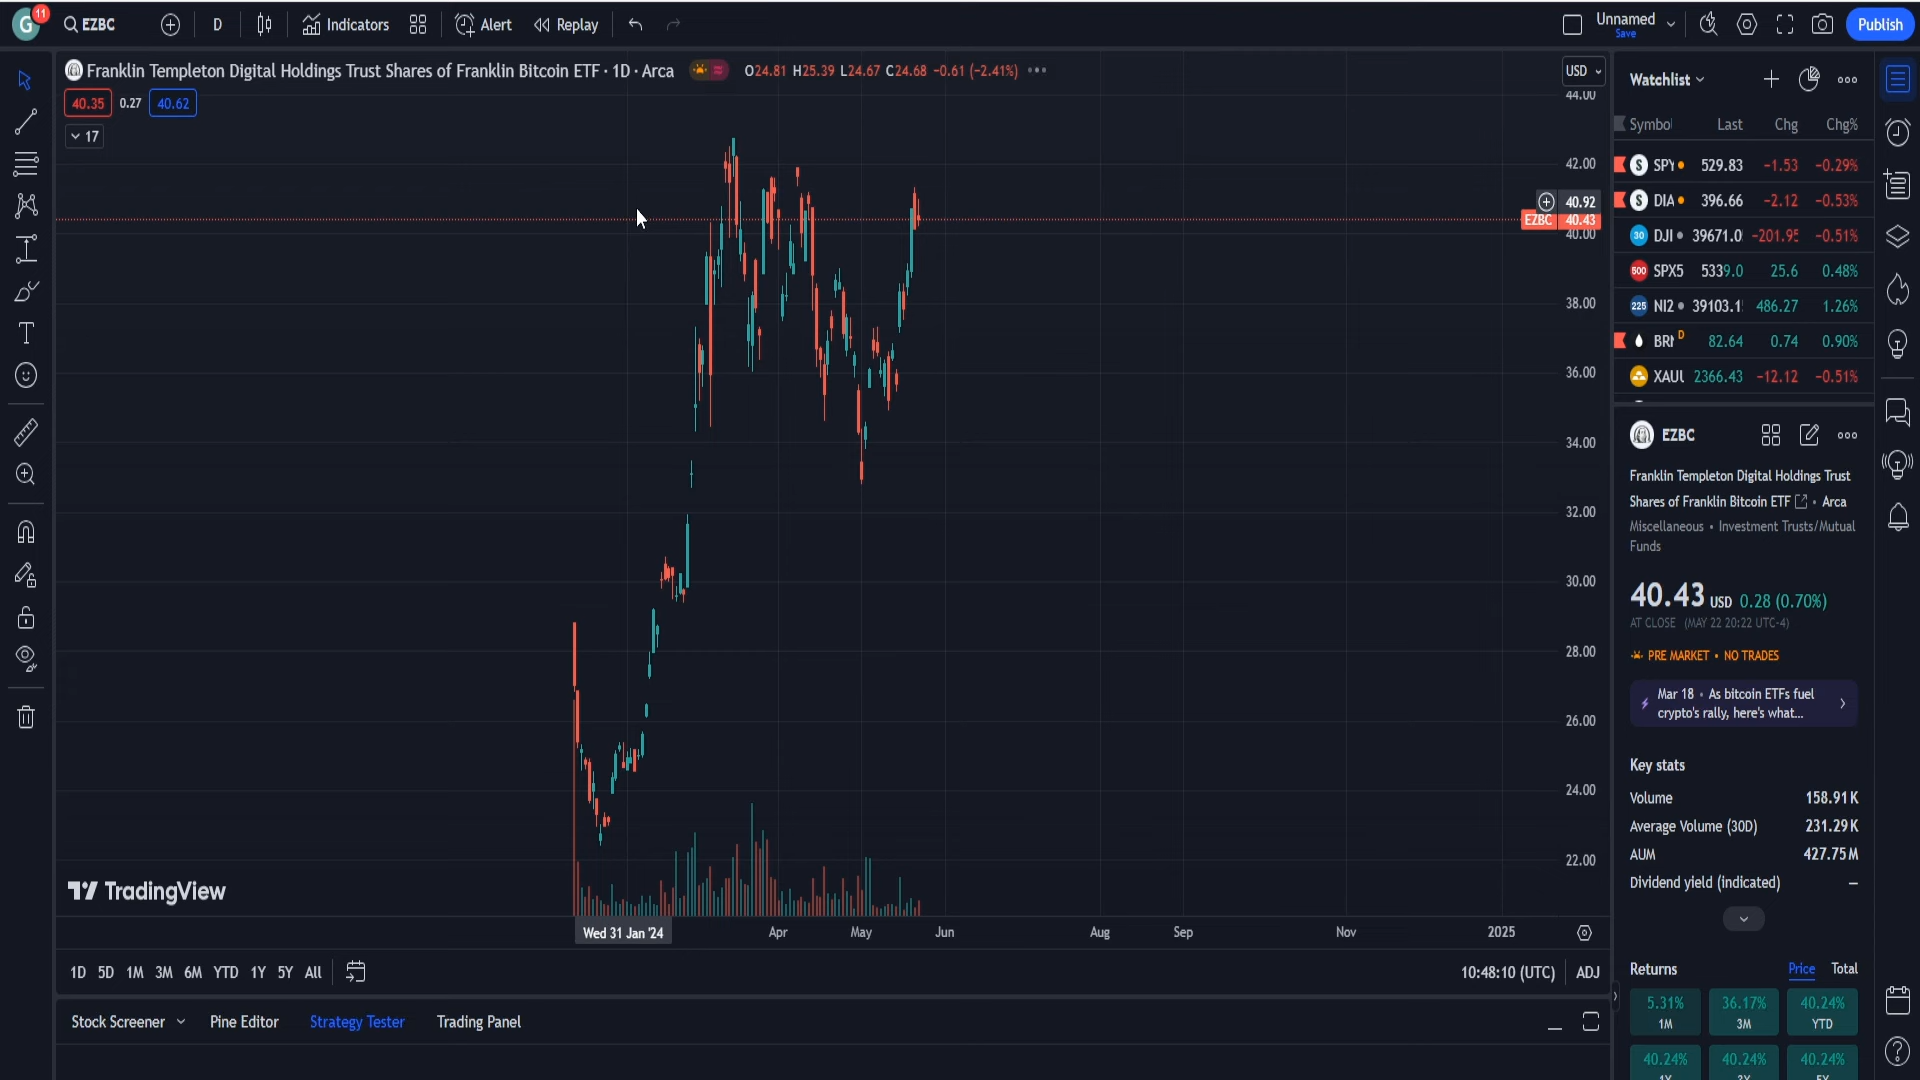 G 11 EZBC D Indicators Alert Replay Unnamed Save Publish
Franklin Templeton Digital Holdings Trust Shares of Franklin Bitcoin ETF · 1D · Arca O24.81 H25.39 L24.67 C24.68 −0.61 (−2.41%) USD
40.35 0.27 40.62
17
44.00
42.00
40.92
EZBC 40.43
40.00
38.00
36.00
34.00
32.00
30.00
28.00
26.00
24.00
22.00
TradingView
Wed 31 Jan '24 Apr May Jun Aug Sep Nov 2025
1D 5D 1M 3M 6M YTD 1Y 5Y All 10:48:10 (UTC) ADJ
Stock Screener Pine Editor Strategy Tester Trading Panel
Watchlist
Symbol Last Chg Chg%
S SPY 529.83 −1.53 −0.29%
S DIA 396.66 −2.12 −0.53%
30 DJI 39671.0 −201.95 −0.51%
500 SPX5 5339.0 25.6 0.48%
225 NI2 39103.1 486.27 1.26%
BRN D 82.64 0.74 0.90%
XAUU 2366.43 −12.12 −0.51%
EZBC
Franklin Templeton Digital Holdings Trust
Shares of Franklin Bitcoin ETF • Arca
Miscellaneous • Investment Trusts/Mutual
Funds
40.43 USD 0.28 (0.70%)
AT CLOSE (MAY 22 20:22 UTC-4)
PRE MARKET • NO TRADES
Mar 18 • As bitcoin ETFs fuel
crypto's rally, here's what...
Key stats
Volume 158.91K
Average Volume (30D) 231.29K
AUM 427.75M
Dividend yield (indicated) —
Returns Price Total
5.31% 36.17% 40.24%
1M 3M YTD
40.24% 40.24% 40.24%